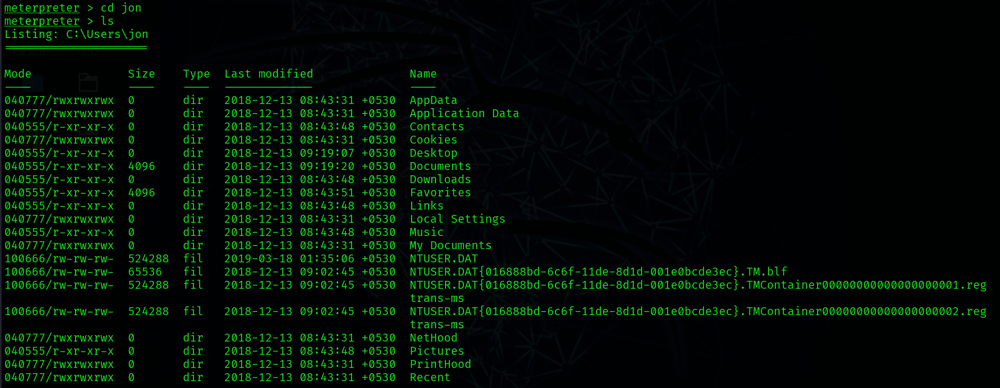 meterpreter > cd jon
meterpreter > ls
Listing: C:\Users\jon
=====================
File System note3
Mode Size Type Last modified Name
---- ---- ---- ------------- ----
040777/rwxrwxrwx 0 dir 2018-12-13 08:43:31 +0530 AppData
040777/rwxrwxrwx 0 dir 2018-12-13 08:43:31 +0530 Application Data
040555/r-xr-xr-x 0 dir 2018-12-13 08:43:48 +0530 Contacts
040777/rwxrwxrwx 0 dir 2018-12-13 08:43:31 +0530 Cookies
040555/r-xr-xr-x 0 dir 2018-12-13 09:19:07 +0530 Desktop
040555/r-xr-xr-x 4096 dir 2018-12-13 09:19:20 +0530 Documents
040555/r-xr-xr-x 0 dir 2018-12-13 08:43:48 +0530 Downloads
040555/r-xr-xr-x 4096 dir 2018-12-13 08:43:51 +0530 Favorites
040555/r-xr-xr-x 0 dir 2018-12-13 08:43:48 +0530 Links
040777/rwxrwxrwx 0 dir 2018-12-13 08:43:31 +0530 Local Settings
040555/r-xr-xr-x 0 dir 2018-12-13 08:43:48 +0530 Music
040777/rwxrwxrwx 0 dir 2018-12-13 08:43:31 +0530 My Documents
100666/rw-rw-rw- 524288 fil 2019-03-18 01:35:06 +0530 NTUSER.DAT
100666/rw-rw-rw- 65536 fil 2018-12-13 09:02:45 +0530 NTUSER.DAT{016888bd-6c6f-11de-8d1d-001e0bcde3ec}.TM.blf
100666/rw-rw-rw- 524288 fil 2018-12-13 09:02:45 +0530 NTUSER.DAT{016888bd-6c6f-11de-8d1d-001e0bcde3ec}.TMContainer00000000000000000001.reg
trans-ms
100666/rw-rw-rw- 524288 fil 2018-12-13 09:02:45 +0530 NTUSER.DAT{016888bd-6c6f-11de-8d1d-001e0bcde3ec}.TMContainer00000000000000000002.reg
trans-ms
040777/rwxrwxrwx 0 dir 2018-12-13 08:43:31 +0530 NetHood
040555/r-xr-xr-x 0 dir 2018-12-13 08:43:48 +0530 Pictures
040777/rwxrwxrwx 0 dir 2018-12-13 08:43:31 +0530 PrintHood
040777/rwxrwxrwx 0 dir 2018-12-13 08:43:31 +0530 Recent